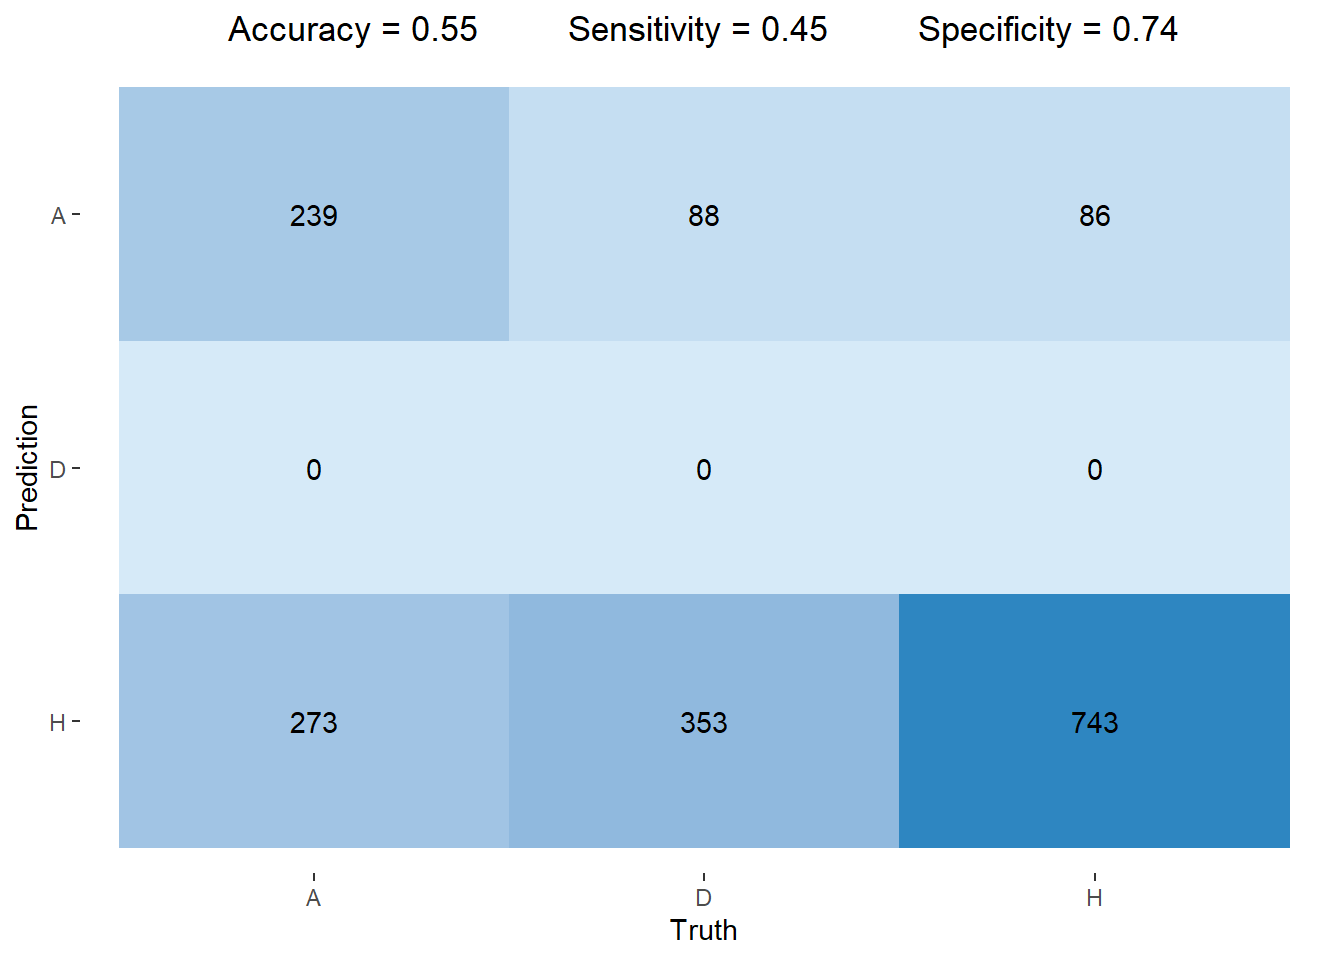 Accuracy = 0.55 Sensitivity = 0.45 Specificity = 0.74
A 239 88 86
Prediction
D 0 0 0
H 273 353 743
A D H
Truth